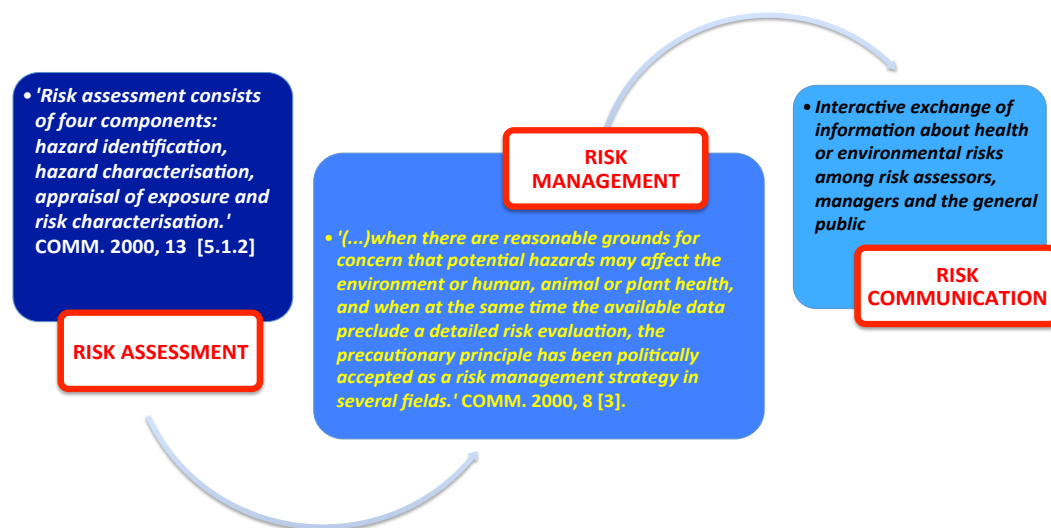 • 'Risk assessment consists
of four components:
hazard identification,
hazard characterisation,
appraisal of exposure and
risk characterisation.'
COMM. 2000, 13 [5.1.2]
RISK ASSESSMENT
RISK
MANAGEMENT
• '(...)when there are reasonable grounds for
concern that potential hazards may affect the
environment or human, animal or plant health,
and when at the same time the available data
preclude a detailed risk evaluation, the
precautionary principle has been politically
accepted as a risk management strategy in
several fields.' COMM. 2000, 8 [3].
• Interactive exchange of
information about health
or environmental risks
among risk assessors,
managers and the general
public
RISK
COMMUNICATION